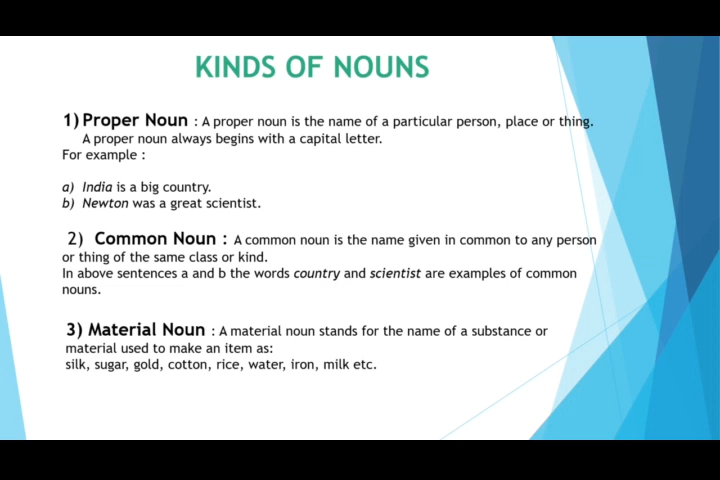 KINDS OF NOUNS
1) Proper Noun : A proper noun is the name of a particular person, place or thing.
A proper noun always begins with a capital letter.
For example :
a) India is a big country.
b) Newton was a great scientist.
2) Common Noun : A common noun is the name given in common to any person
or thing of the same class or kind.
In above sentences a and b the words country and scientist are examples of common
nouns.
3) Material Noun : A material noun stands for the name of a substance or
material used to make an item as:
silk, sugar, gold, cotton, rice, water, iron, milk etc.